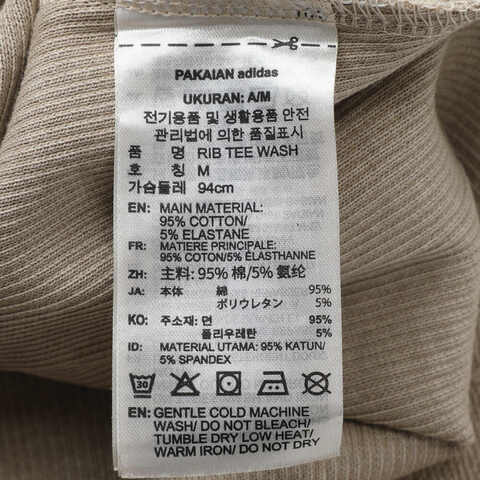 PAKAIAN adidas
UKURAN: A/M
전기용품 및 생활용품 안전
관리법에 의한 품질표시
품 명 RIB TEE WASH
호 칭 M
가슴둘레 94cm
EN: MAIN MATERIAL:
95% COTTON/
5% ELASTANE
FR: MATIERE PRINCIPALE:
95% COTON/5% ÉLASTHANNE
ZH: 主料: 95% 棉/5% 氨纶
JA: 本体 綿 95%
ポリウレタン 5%
KO: 주소재: 면 95%
폴리우레탄 5%
ID: MATERIAL UTAMA: 95% KATUN/
5% SPANDEX
30
EN: GENTLE COLD MACHINE
WASH/ DO NOT BLEACH/
TUMBLE DRY LOW HEAT/
WARM IRON/ DO NOT DRY